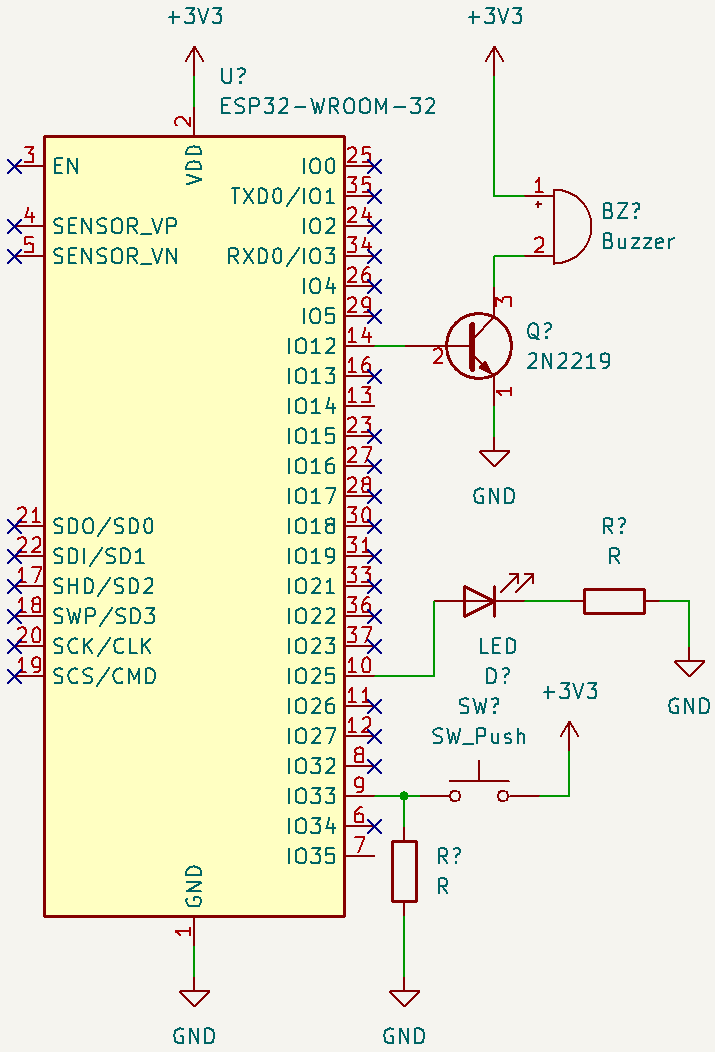 +3V3
+3V3
U?
ESP32-WROOM-32
2
VDD
3 EN
IO0 25
TXD0/IO1 35
1
+
BZ?
4 SENSOR_VP
IO2 24
2
Buzzer
5 SENSOR_VN
RXD0/IO3 34
IO4 26
3
IO5 29
Q?
IO12 14
2
2N2219
IO13 16
1
IO14 13
IO15 23
IO16 27
IO17 28
GND
21 SDO/SD0
IO18 30
R?
22 SDI/SD1
IO19 31
R
17 SHD/SD2
IO21 33
18 SWP/SD3
IO22 36
20 SCK/CLK
IO23 37
LED
19 SCS/CMD
IO25 10
D?
+3V3
IO26 11
SW?
GND
IO27 12
SW_Push
IO32 8
IO33 9
IO34 6
IO35 7
R?
R
GND
1
GND
GND